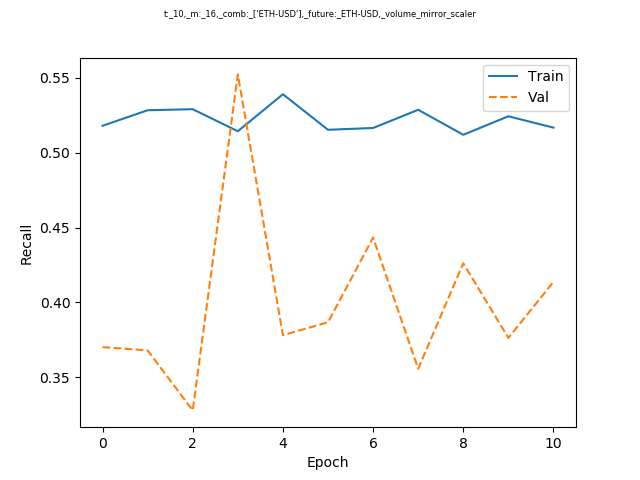 t:_10,_m:_16,_comb:_['ETH-USD'],_future:_ETH-USD,_volume_mirror_scaler
Train
Val
0.55
0.50
0.45
0.40
0.35
Recall
0 2 4 6 8 10
Epoch